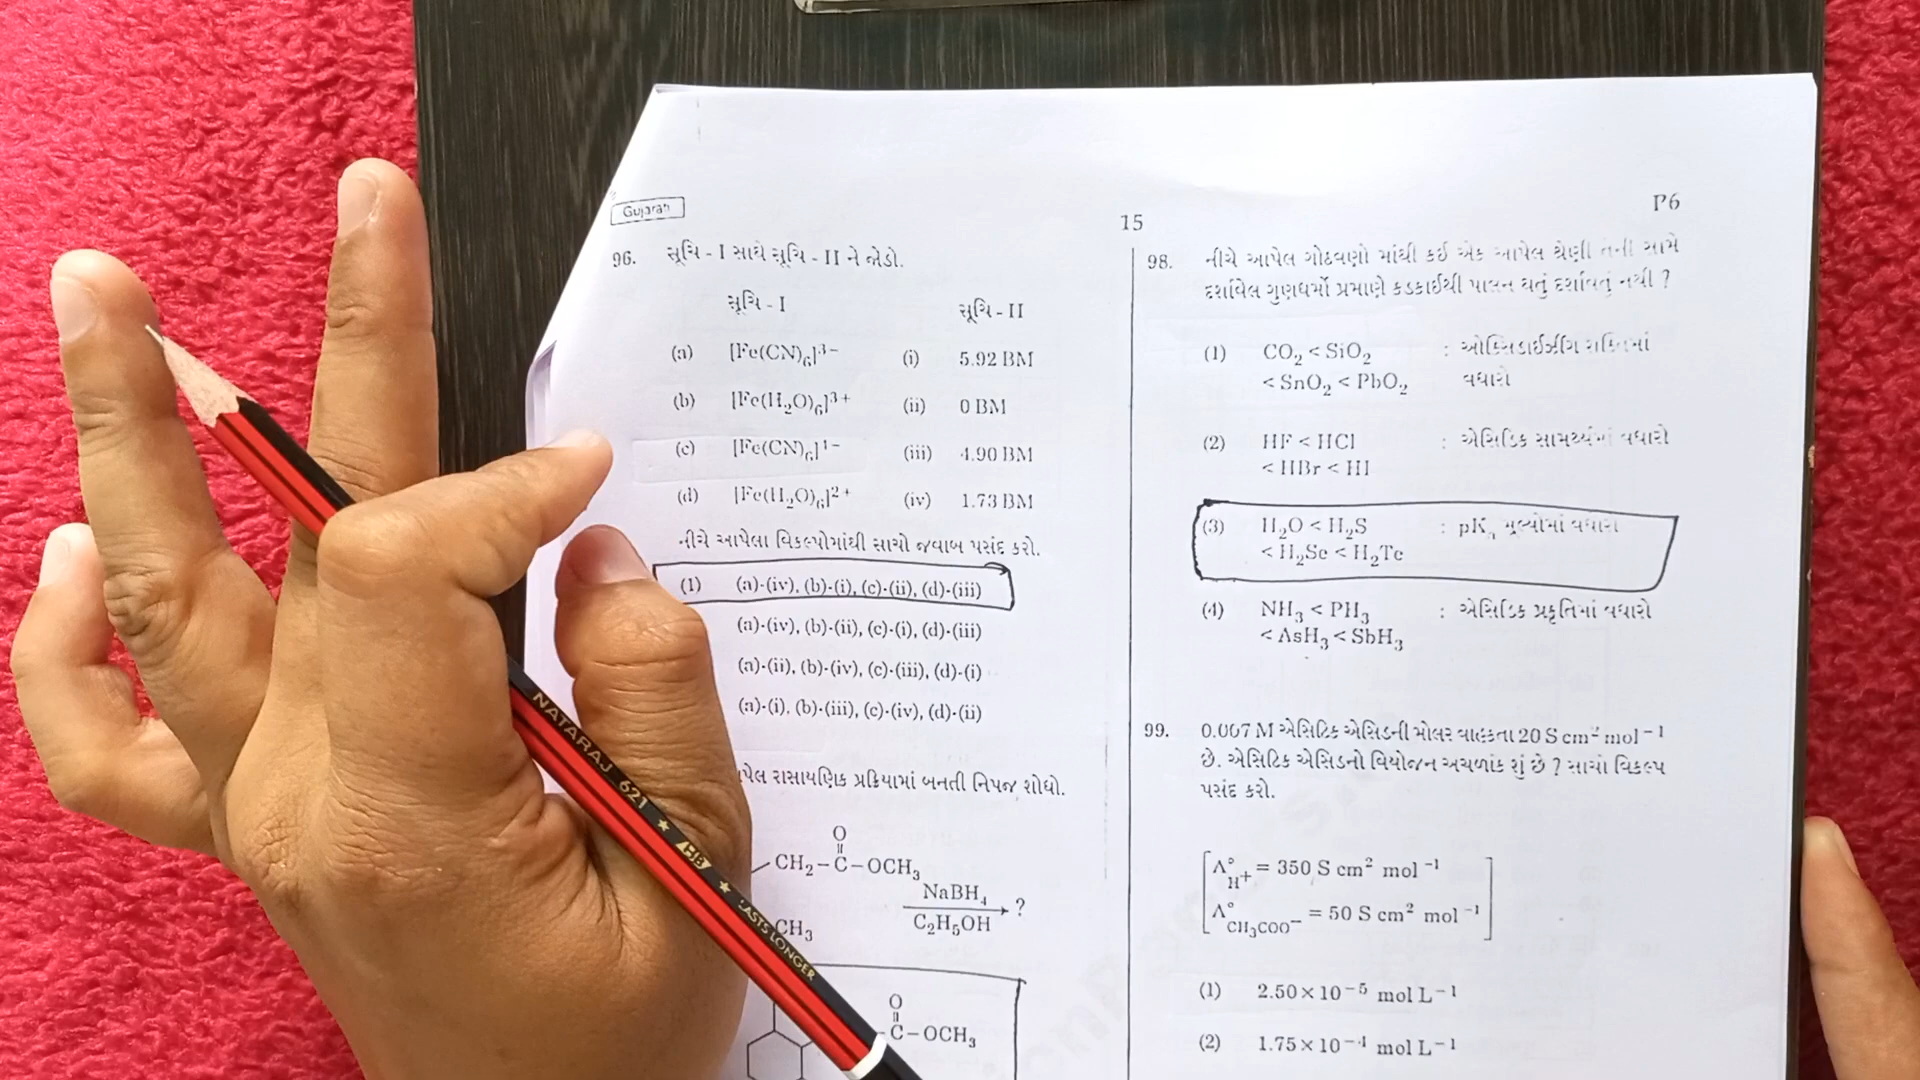 Gujarati
15
P6
96. સૂચિ - I સાથે સૂચિ - II ને જોડો.
સૂચિ - I સૂચિ - II
(a) [Fe(CN)₆]³⁻ (i) 5.92 BM
(b) [Fe(H₂O)₆]³⁺ (ii) 0 BM
(c) [Fe(CN)₆]⁴⁻ (iii) 4.90 BM
(d) [Fe(H₂O)₆]²⁺ (iv) 1.73 BM
નીચે આપેલા વિકલ્પોમાંથી સાચો જવાબ પસંદ કરો.
(1) (a)-(iv), (b)-(i), (c)-(ii), (d)-(iii)
(a)-(iv), (b)-(ii), (c)-(i), (d)-(iii)
(a)-(ii), (b)-(iv), (c)-(iii), (d)-(i)
(a)-(i), (b)-(iii), (c)-(iv), (d)-(ii)
રાસાયણિક પ્રક્રિયામાં બનતી નિપજ શોધો.
O
CH₂–C–OCH₃
NaBH₄
C₂H₅OH
?
CH₃
O
C–OCH₃
98. નીચે આપેલ ગોઠવણો માંથી કઈ એક આપેલ શ્રેણી તેની સામે
દર્શાવેલ ગુણધર્મો પ્રમાણે કડકાઈથી પાલન થતું દર્શાવતું નથી ?
(1) CO₂ < SiO₂ : ઓક્સિડાઈઝીંગ શક્તિમાં
< SnO₂ < PbO₂ વધારો
(2) HF < HCl : એસિડિક સામર્થ્યમાં વધારો
< HBr < HI
(3) H₂O < H₂S : pKₐ મૂલ્યોમાં વધારો
< H₂Se < H₂Te
(4) NH₃ < PH₃ : એસિડિક પ્રકૃતિમાં વધારો
< AsH₃ < SbH₃
99. 0.007 M એસિટિક એસિડની મોલર વાહકતા 20 S cm² mol⁻¹
છે. એસિટિક એસિડનો વિયોજન અચળાંક શું છે ? સાચો વિકલ્પ
પસંદ કરો.
Λ°H⁺ = 350 S cm² mol⁻¹
Λ°CH₃COO⁻ = 50 S cm² mol⁻¹
(1) 2.50×10⁻⁵ mol L⁻¹
(2) 1.75×10⁻⁴ mol L⁻¹
NATARAJ 621 ★ HB ★ LASTS LONGER